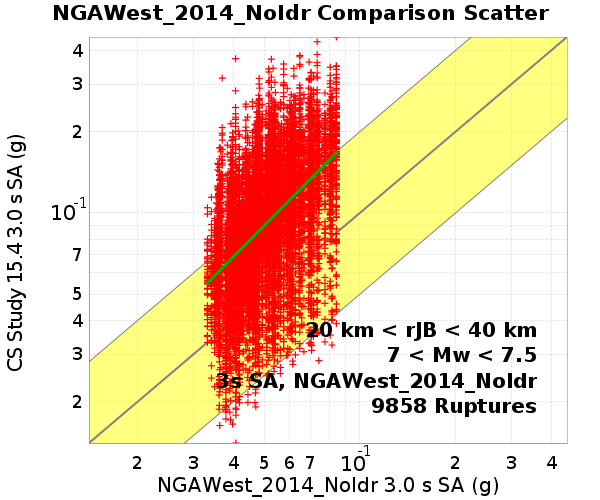 NGAWest_2014_NoIdr Comparison Scatter
CS Study 15.4 3.0 s SA (g)
4
3
2
10^-1
7
5
4
3
2
20 km < rJB < 40 km
7 < Mw < 7.5
3s SA, NGAWest_2014_NoIdr
9858 Ruptures
2 3 4 5 6 7 10^-1 2 3 4
NGAWest_2014_NoIdr 3.0 s SA (g)